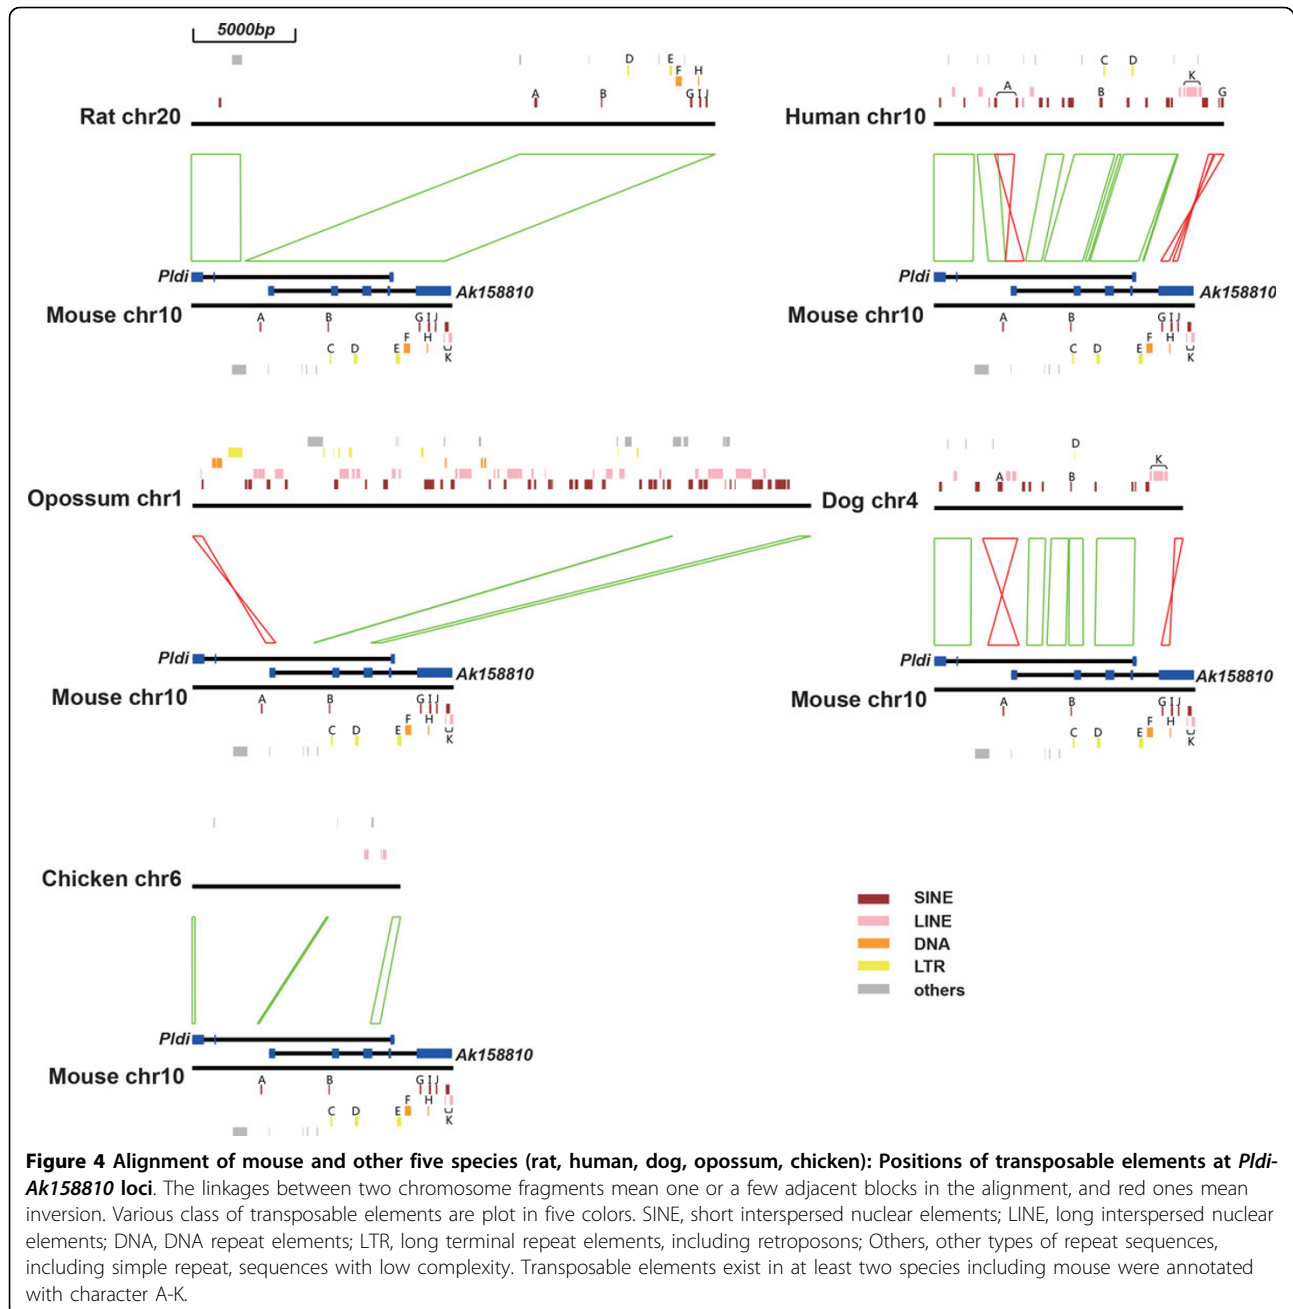 5000bp
D E
F H
A B G I J
Rat chr20
Pldi
Ak158810
Mouse chr10
A B G I J
F H
C D E
K
C D
K
A B G
Human chr10
Pldi
Ak158810
Mouse chr10
A B G I J
F H
C D E
K
Opossum chr1
Pldi
Ak158810
Mouse chr10
A B G I J
F H
C D E
K
D
K
A B
Dog chr4
Pldi
Ak158810
Mouse chr10
A B G I J
F H
C D E
K
Chicken chr6
Pldi
Ak158810
Mouse chr10
A B G I J
F H
C D E
K
SINE
LINE
DNA
LTR
others
Figure 4 Alignment of mouse and other five species (rat, human, dog, opossum, chicken): Positions of transposable elements at Pldi-
Ak158810 loci. The linkages between two chromosome fragments mean one or a few adjacent blocks in the alignment, and red ones mean
inversion. Various class of transposable elements are plot in five colors. SINE, short interspersed nuclear elements; LINE, long interspersed nuclear
elements; DNA, DNA repeat elements; LTR, long terminal repeat elements, including retroposons; Others, other types of repeat sequences,
including simple repeat, sequences with low complexity. Transposable elements exist in at least two species including mouse were annotated
with character A-K.